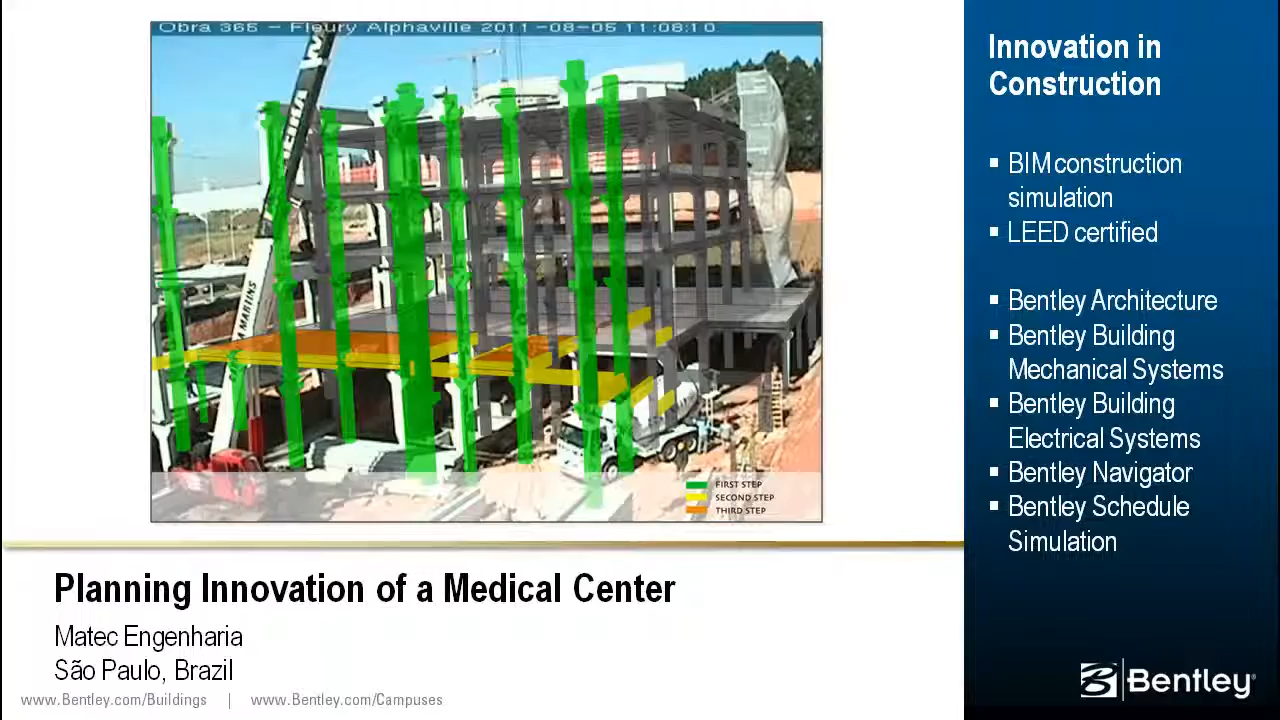 Obra 365 - Fleury Alphaville 2011-08-05 11:08:10
FIRST STEP
SECOND STEP
THIRD STEP
Planning Innovation of a Medical Center
Matec Engenharia
São Paulo, Brazil
www.Bentley.com/Buildings | www.Bentley.com/Campuses
Innovation in
Construction
▪ BIM construction
simulation
▪ LEED certified
▪ Bentley Architecture
▪ Bentley Building
Mechanical Systems
▪ Bentley Building
Electrical Systems
▪ Bentley Navigator
▪ Bentley Schedule
Simulation
Bentley®